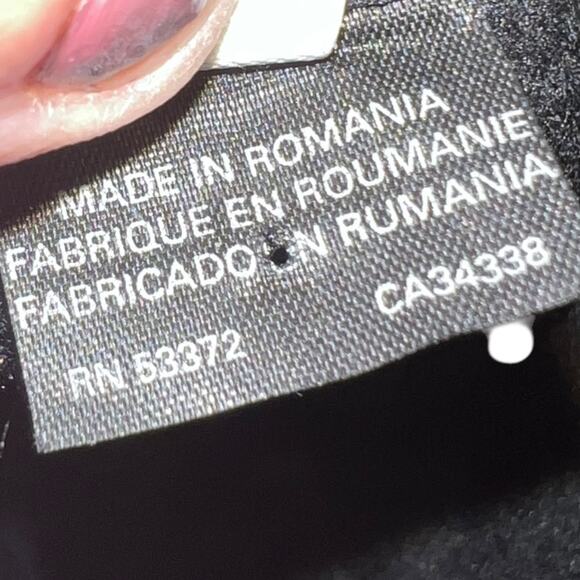 MADE IN ROMANIA
FABRIQUE EN ROUMANIE
FABRICADO EN RUMANIA
CA34338
RN 53372